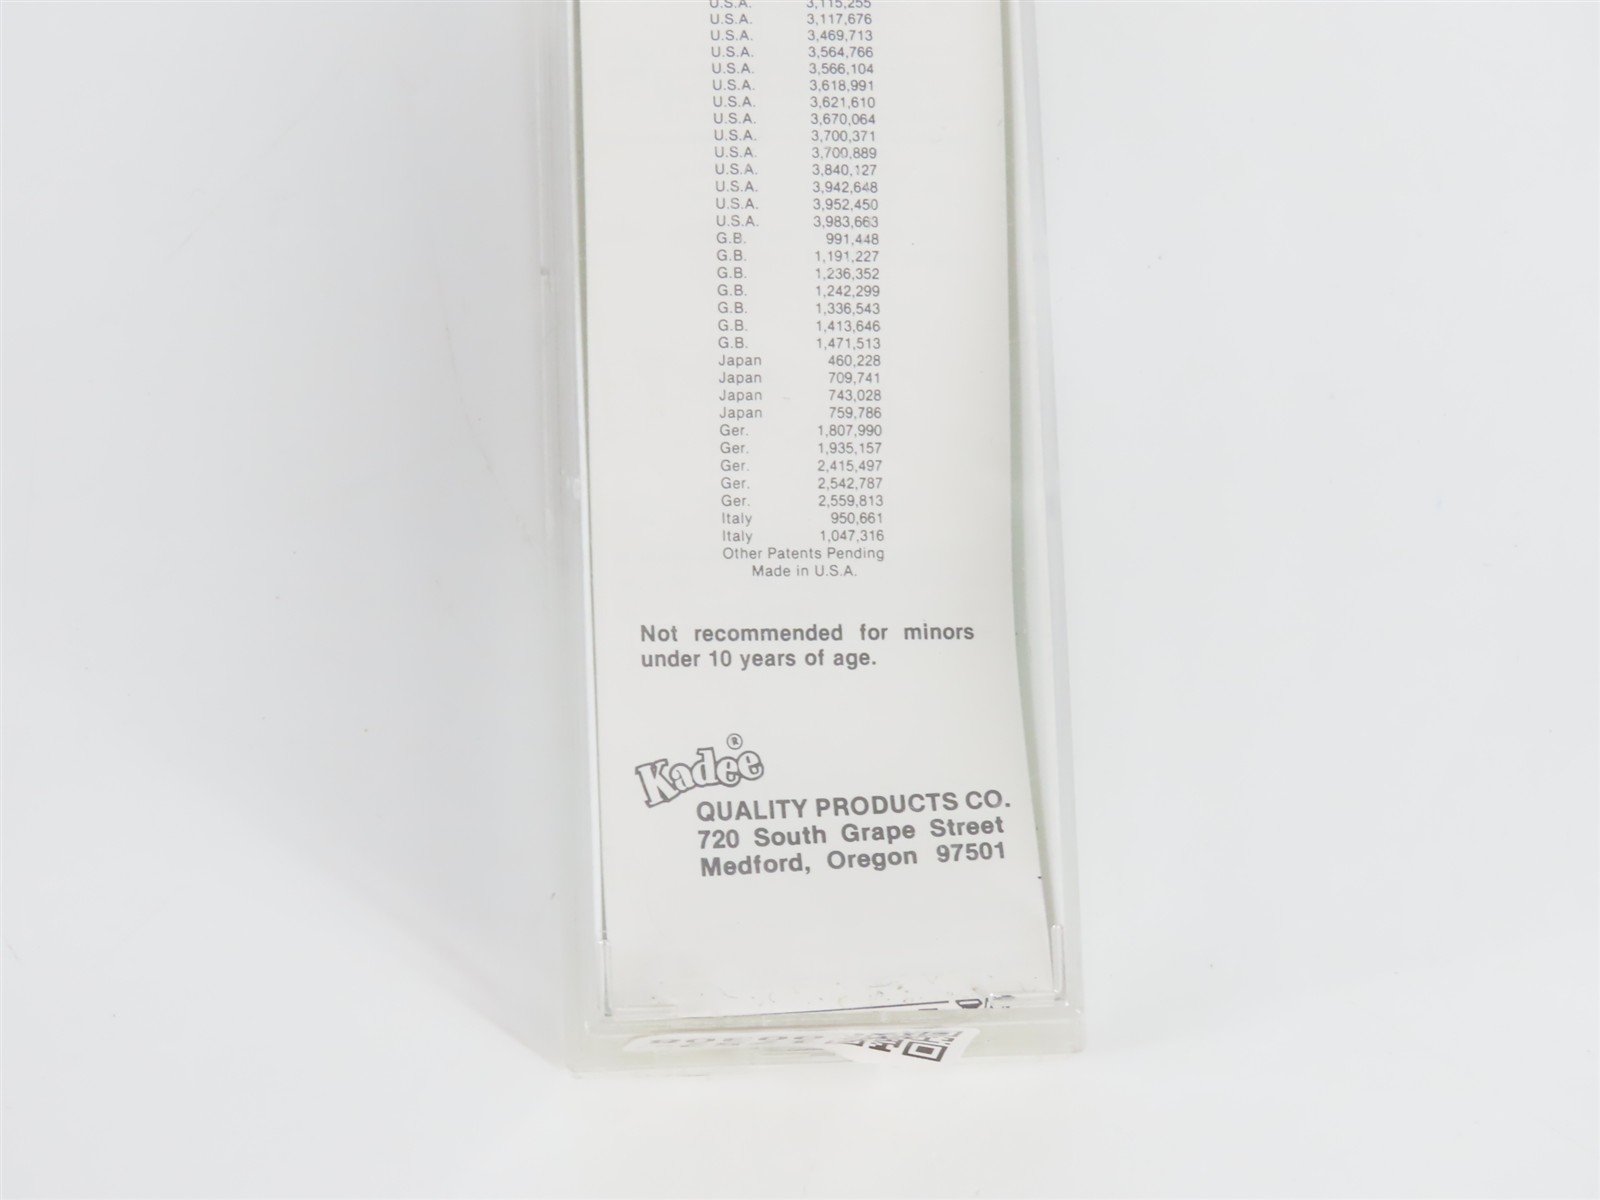 U.S.A. 3,115,255
U.S.A. 3,117,676
U.S.A. 3,469,713
U.S.A. 3,564,766
U.S.A. 3,566,104
U.S.A. 3,618,991
U.S.A. 3,621,610
U.S.A. 3,670,064
U.S.A. 3,700,371
U.S.A. 3,700,889
U.S.A. 3,840,127
U.S.A. 3,942,648
U.S.A. 3,952,450
U.S.A. 3,983,663
G.B. 991,448
G.B. 1,191,227
G.B. 1,236,352
G.B. 1,242,299
G.B. 1,336,543
G.B. 1,413,646
G.B. 1,471,513
Japan 460,228
Japan 709,741
Japan 743,028
Japan 759,786
Ger. 1,807,990
Ger. 1,935,157
Ger. 2,415,497
Ger. 2,542,787
Ger. 2,559,813
Italy 950,661
Italy 1,047,316
Other Patents Pending
Made in U.S.A.
Not recommended for minors
under 10 years of age.
Kadee®
QUALITY PRODUCTS CO.
720 South Grape Street
Medford, Oregon 97501